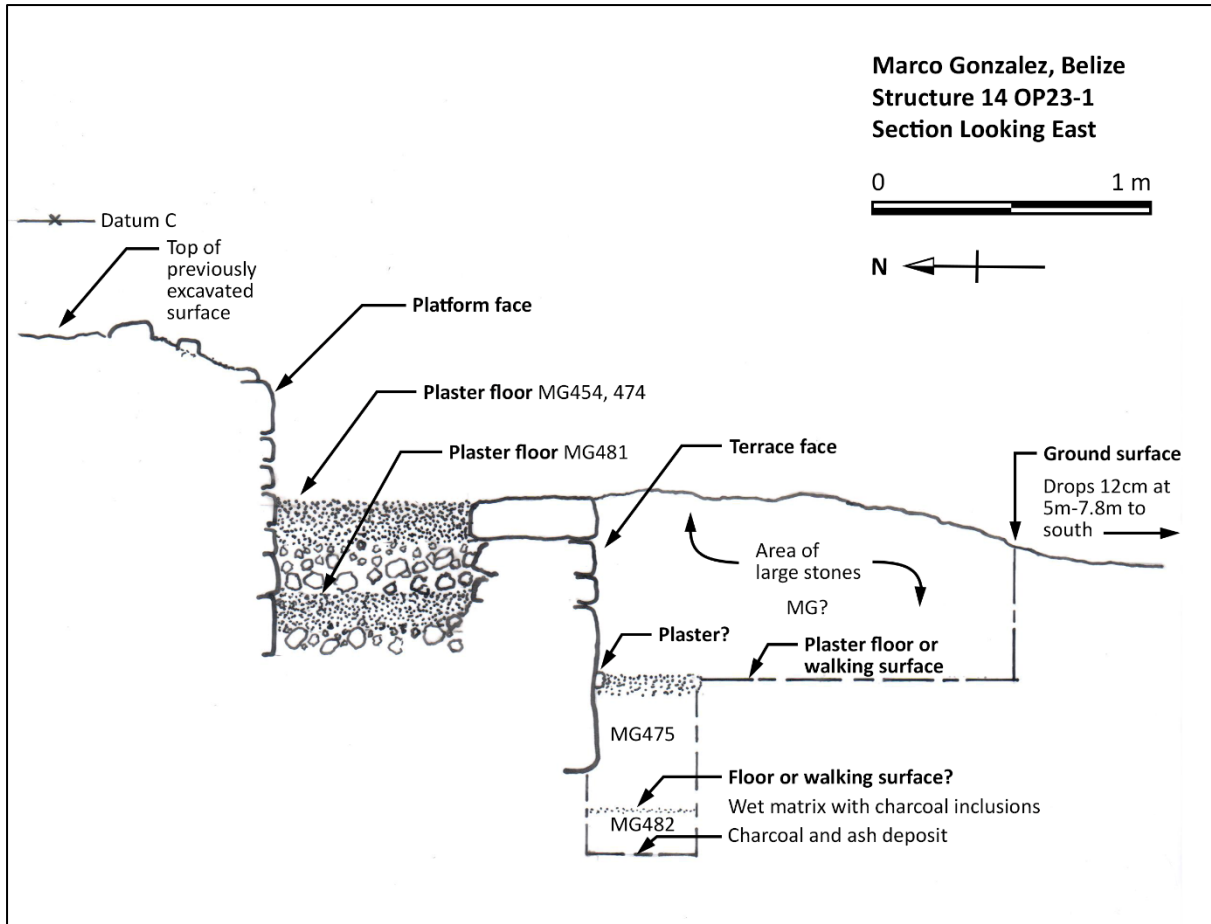 Marco Gonzalez, Belize
Structure 14 OP23-1
Section Looking East
0 1 m
N
Datum C
Top of
previously
excavated
surface
Platform face
Plaster floor MG454, 474
Plaster floor MG481
Terrace face
Ground surface
Drops 12cm at
5m-7.8m to
south
Area of
large stones
MG?
Plaster?
Plaster floor or
walking surface
MG475
Floor or walking surface?
Wet matrix with charcoal inclusions
MG482
Charcoal and ash deposit